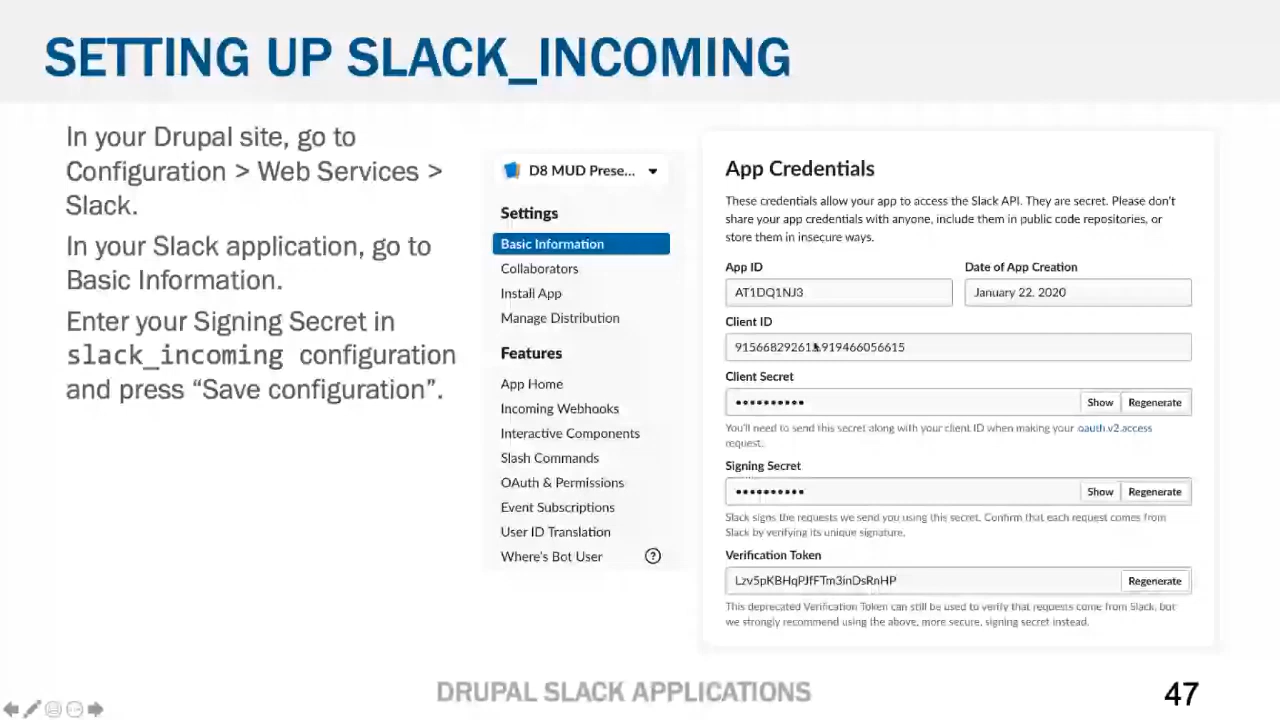 SETTING UP SLACK_INCOMING
In your Drupal site, go to
Configuration > Web Services >
Slack.
In your Slack application, go to
Basic Information.
Enter your Signing Secret in
slack_incoming configuration
and press “Save configuration”.
D8 MUD Prese...
Settings
Basic Information
Collaborators
Install App
Manage Distribution
Features
App Home
Incoming Webhooks
Interactive Components
Slash Commands
OAuth & Permissions
Event Subscriptions
User ID Translation
Where's Bot User ?
App Credentials
These credentials allow your app to access the Slack API. They are secret. Please don't
share your app credentials with anyone, include them in public code repositories, or
store them in insecure ways.
App ID
Date of App Creation
AT1DQ1NJ3
January 22, 2020
Client ID
Client Secret
•••••••••• Show Regenerate
You'll need to send this secret along with your client ID when making your oauth.v2.access
request.
Signing Secret
•••••••••• Show Regenerate
Slack signs the requests we send you using this secret. Confirm that each request comes from
Slack by verifying its unique signature.
Verification Token
Lzv5pKBHqPJfFTm3inDsRnHP Regenerate
This deprecated Verification Token can still be used to verify that requests come from Slack, but
we strongly recommend using the above, more secure, signing secret instead.
DRUPAL SLACK APPLICATIONS
47